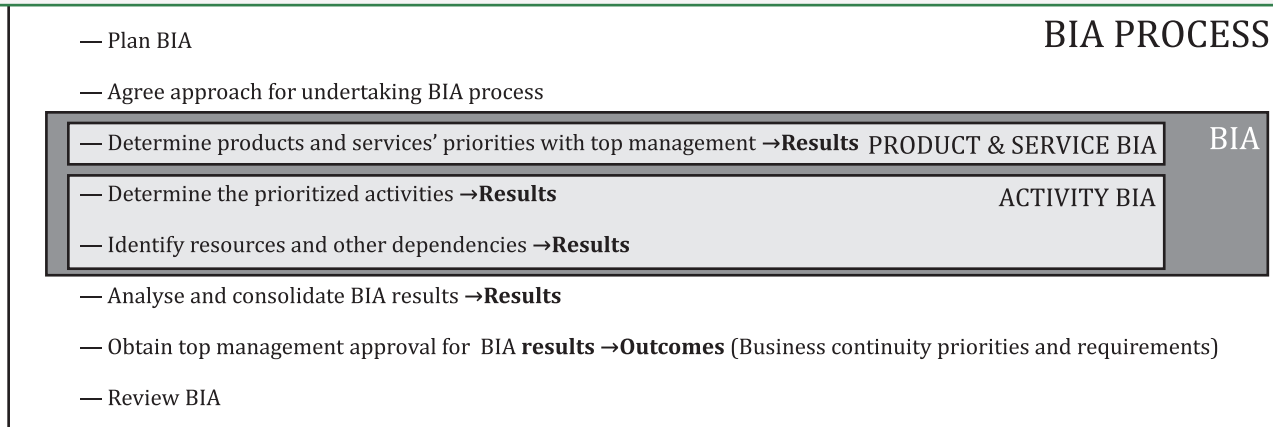 BIA PROCESS
— Plan BIA
— Agree approach for undertaking BIA process
— Determine products and services’ priorities with top management →Results PRODUCT & SERVICE BIA
BIA
— Determine the prioritized activities →Results
ACTIVITY BIA
— Identify resources and other dependencies →Results
— Analyse and consolidate BIA results →Results
— Obtain top management approval for BIA results →Outcomes (Business continuity priorities and requirements)
— Review BIA